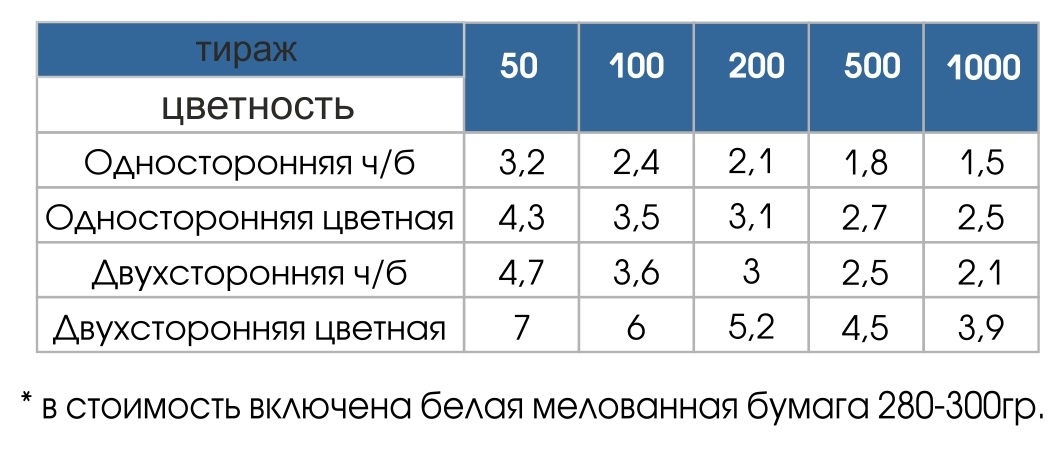 тираж 50 100 200 500 1000
цветность
Односторонняя ч/б 3,2 2,4 2,1 1,8 1,5
Односторонняя цветная 4,3 3,5 3,1 2,7 2,5
Двухсторонняя ч/б 4,7 3,6 3 2,5 2,1
Двухсторонняя цветная 7 6 5,2 4,5 3,9
* в стоимость включена белая мелованная бумага 280-300гр.